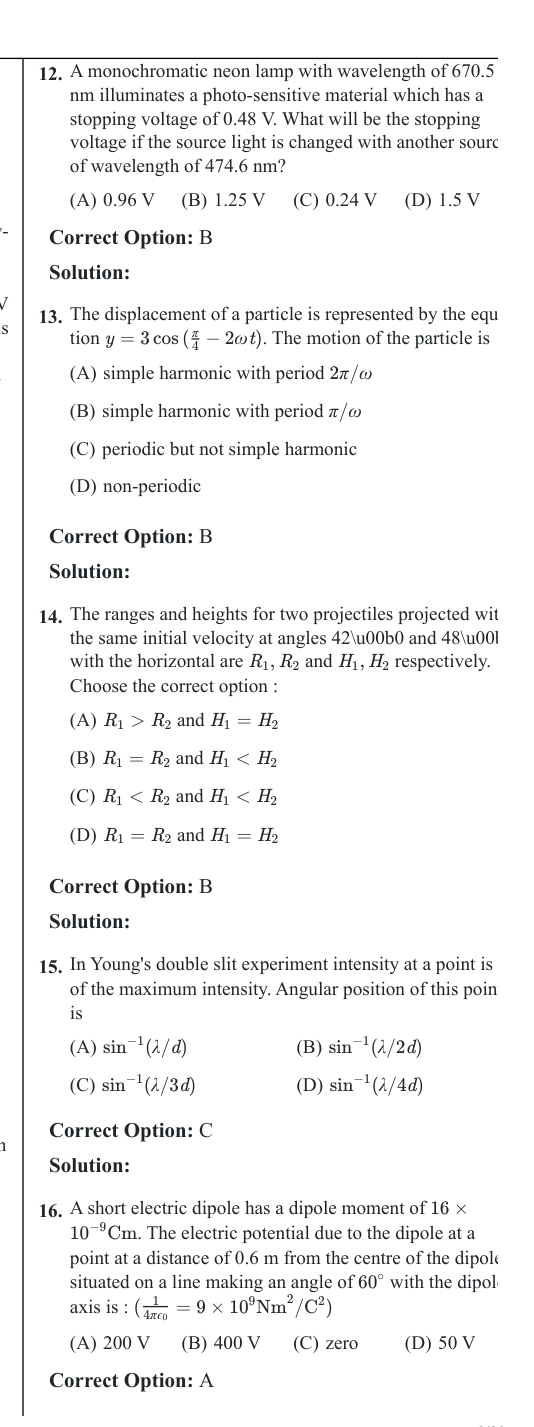 12. A monochromatic neon lamp with wavelength of 670.5
nm illuminates a photo-sensitive material which has a
stopping voltage of 0.48 V. What will be the stopping
voltage if the source light is changed with another sourc
of wavelength of 474.6 nm?
(A) 0.96 V (B) 1.25 V (C) 0.24 V (D) 1.5 V
Correct Option: B
Solution:
13. The displacement of a particle is represented by the equ
tion y = 3 cos (π/4 − 2ωt). The motion of the particle is
(A) simple harmonic with period 2π/ω
(B) simple harmonic with period π/ω
(C) periodic but not simple harmonic
(D) non-periodic
Correct Option: B
Solution:
14. The ranges and heights for two projectiles projected wit
the same initial velocity at angles 42\u00b0 and 48\u00
with the horizontal are R₁, R₂ and H₁, H₂ respectively.
Choose the correct option :
(A) R₁ > R₂ and H₁ = H₂
(B) R₁ = R₂ and H₁ < H₂
(C) R₁ < R₂ and H₁ < H₂
(D) R₁ = R₂ and H₁ = H₂
Correct Option: B
Solution:
15. In Young's double slit experiment intensity at a point is
of the maximum intensity. Angular position of this poin
is
(A) sin⁻¹(λ/d) (B) sin⁻¹(λ/2d)
(C) sin⁻¹(λ/3d) (D) sin⁻¹(λ/4d)
Correct Option: C
Solution:
16. A short electric dipole has a dipole moment of 16 ×
10⁻⁹Cm. The electric potential due to the dipole at a
point at a distance of 0.6 m from the centre of the dipole
situated on a line making an angle of 60° with the dipol
axis is : (1/4πϵ₀ = 9 × 10⁹Nm²/C²)
(A) 200 V (B) 400 V (C) zero (D) 50 V
Correct Option: A